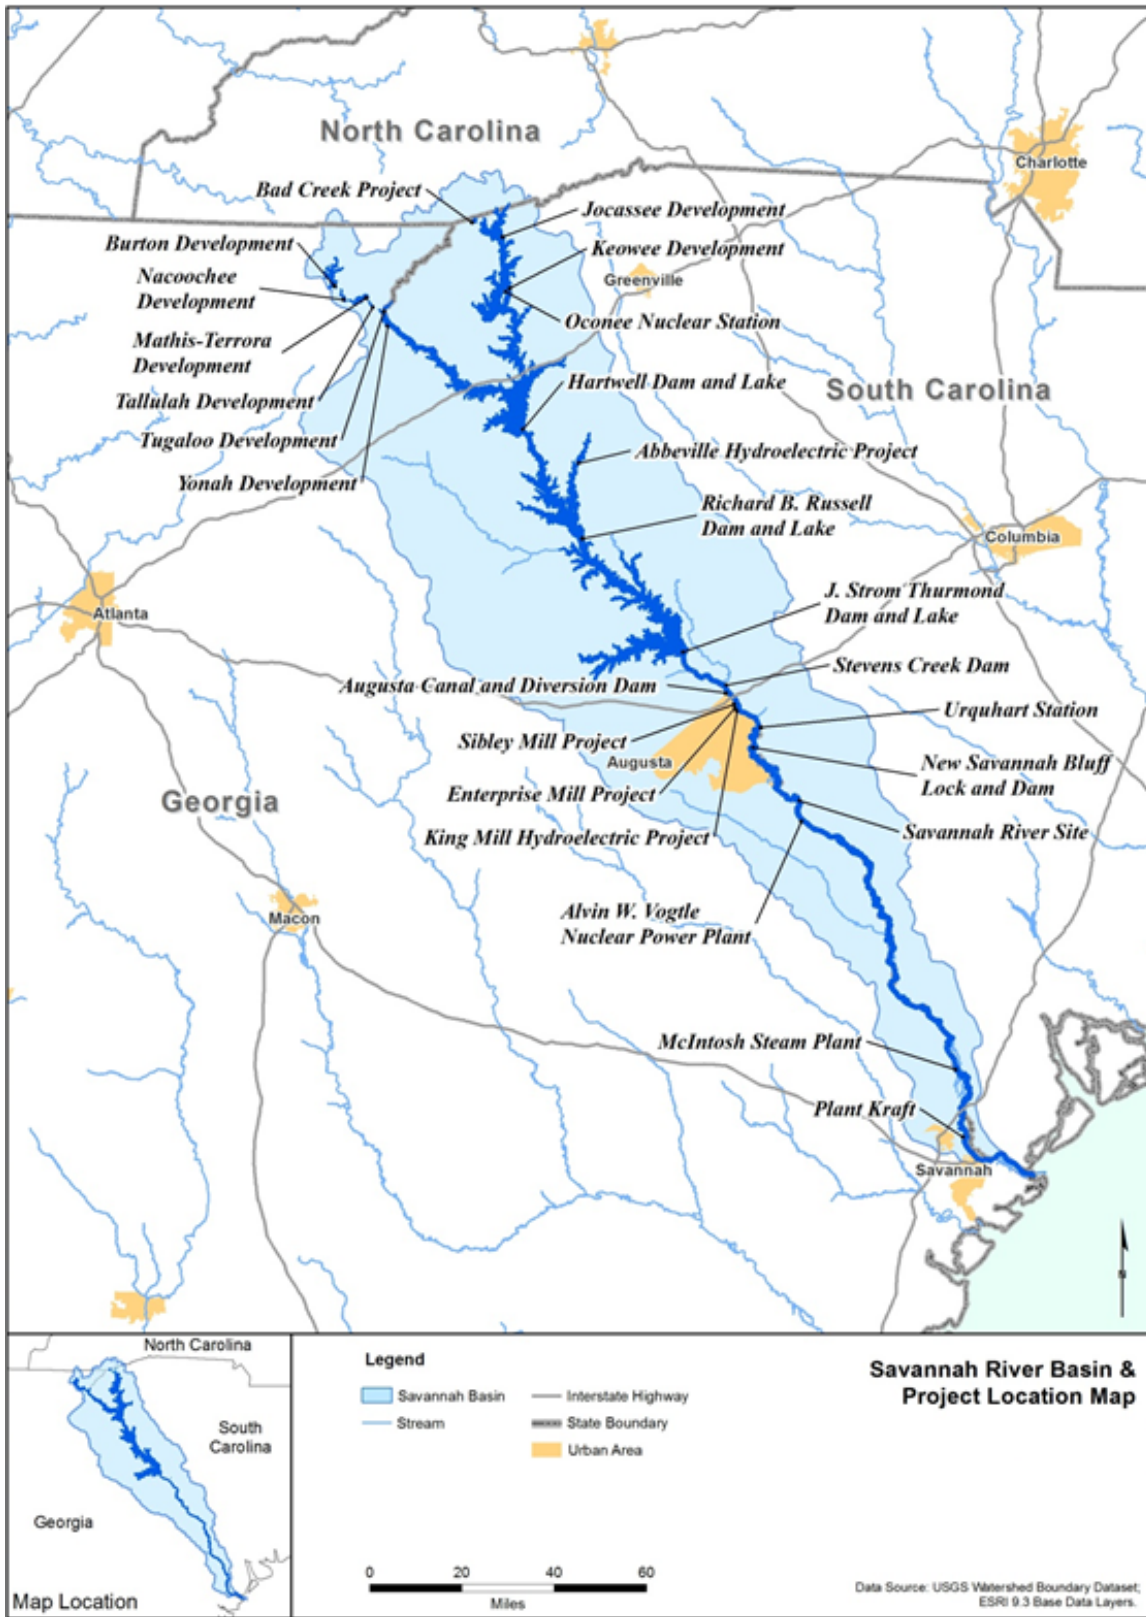 North Carolina
Charlotte
Bad Creek Project
Jocassee Development
Burton Development
Keowee Development
Nacoochee
Development
Greenville
Oconee Nuclear Station
Mathis-Terrora
Development
Hartwell Dam and Lake
South Carolina
Tallulah Development
Tugaloo Development
Abbeville Hydroelectric Project
Yonah Development
Richard B. Russell
Dam and Lake
Columbia
Atlanta
J. Strom Thurmond
Dam and Lake
Stevens Creek Dam
Augusta Canal and Diversion Dam
Urquhart Station
Sibley Mill Project
Augusta
New Savannah Bluff
Lock and Dam
Enterprise Mill Project
Georgia
Savannah River Site
King Mill Hydroelectric Project
Macon
Alvin W. Vogtle
Nuclear Power Plant
McIntosh Steam Plant
Plant Kraft
Savannah
N
North Carolina
South
Carolina
Georgia
Map Location
Legend
Savannah Basin
Stream
Interstate Highway
State Boundary
Urban Area
0 20 40 60
Miles
Savannah River Basin &
Project Location Map
Data Source: USGS Watershed Boundary Dataset;
ESRI 9.3 Base Data Layers.